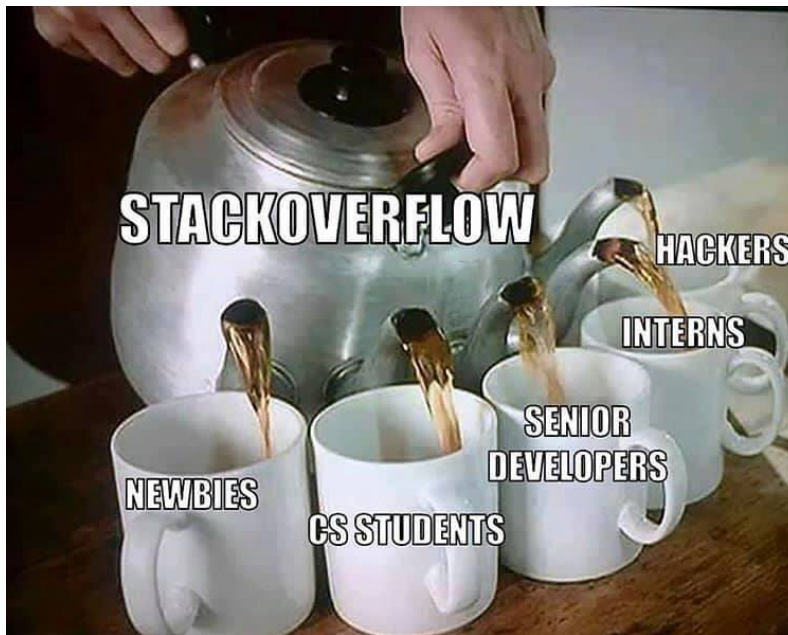 STACKOVERFLOW
HACKERS
INTERNS
SENIOR
DEVELOPERS
NEWBIES
CS STUDENTS